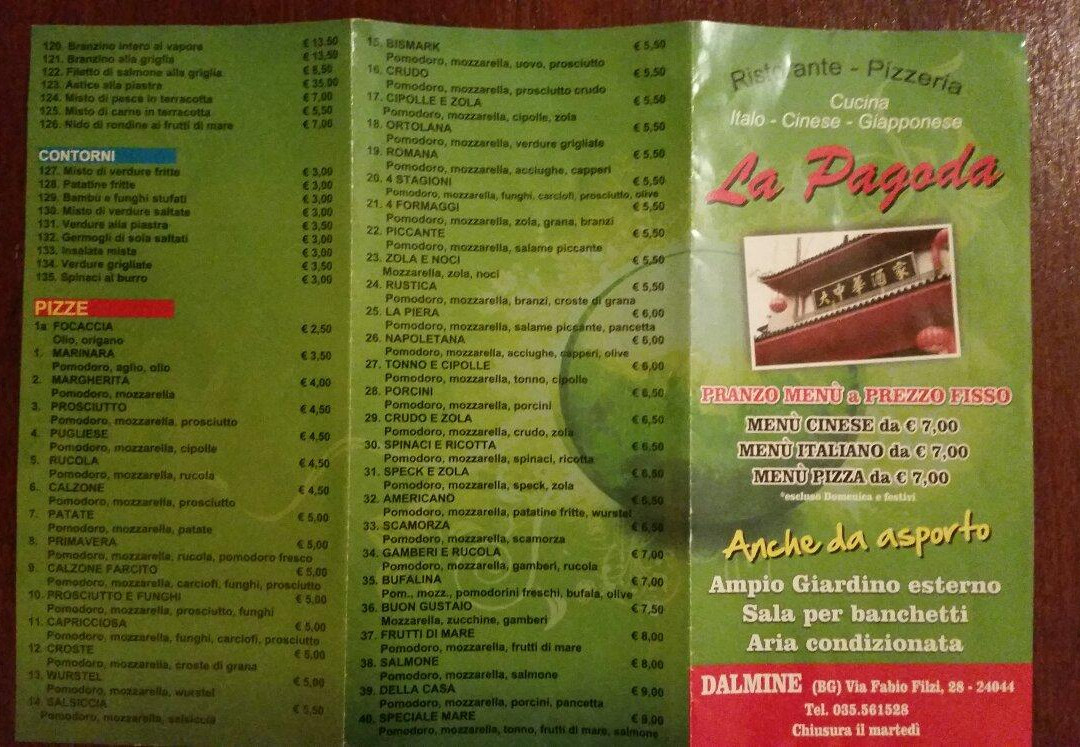 120. Branzino intero al vapore € 13,50
121. Branzino alla griglia € 13,50
122. Filetto di salmone alla griglia € 6,50
123. Astice alla piastra € 35,00
124. Misto di pesce in terracotta € 7,00
125. Misto di carne in terracotta € 5,50
126. Nido di rondine ai frutti di mare € 7,00
CONTORNI
127. Misto di verdure fritte € 3,00
128. Patatine fritte € 3,00
129. Bambù e funghi stufati € 3,00
130. Misto di verdure saltate € 3,00
131. Verdure alla piastra € 3,50
132. Germogli di soia saltati € 3,00
133. Insalata mista € 3,00
134. Verdure grigliate € 3,50
135. Spinaci al burro € 3,00
PIZZE
1a FOCACCIA € 2,50
Olio, origano
1. MARINARA € 3,50
Pomodoro, aglio, olio
2. MARGHERITA € 4,00
Pomodoro, mozzarella
3. PROSCIUTTO € 4,50
Pomodoro, mozzarella, prosciutto
4. PUGLIESE € 4,50
Pomodoro, mozzarella, cipolle
5. RUCOLA € 4,50
Pomodoro, mozzarella, rucola
6. CALZONE € 4,50
Pomodoro, mozzarella, prosciutto
7. PATATE € 5,00
Pomodoro, mozzarella, patate
8. PRIMAVERA € 5,00
Pomodoro, mozzarella, rucola, pomodoro fresco
9. CALZONE FARCITO € 5,00
Pomodoro, mozzarella, carciofi, funghi, prosciutto
10. PROSCIUTTO E FUNGHI € 5,00
Pomodoro, mozzarella, prosciutto, funghi
11. CAPRICCIOSA € 5,00
Pomodoro, mozzarella, funghi, carciofi, prosciutto
12. CROSTE € 5,00
Pomodoro, mozzarella, croste di grana
13. WURSTEL € 5,00
Pomodoro, mozzarella, wurstel
14. SALSICCIA € 5,50
Pomodoro, mozzarella, salsiccia
15. BISMARK € 5,50
Pomodoro, mozzarella, uovo, prosciutto
16. CRUDO € 5,50
Pomodoro, mozzarella, prosciutto crudo
17. CIPOLLE E ZOLA € 5,50
Pomodoro, mozzarella, cipolle, zola
18. ORTOLANA € 5,50
Pomodoro, mozzarella, verdure grigliate
19. ROMANA € 5,50
Pomodoro, mozzarella, acciughe, capperi
20. 4 STAGIONI € 5,50
Pomodoro, mozzarella, funghi, carciofi, prosciutto, olive
21. 4 FORMAGGI € 5,50
Pomodoro, mozzarella, zola, grana, branzi
22. PICCANTE € 5,50
Pomodoro, mozzarella, salame piccante
23. ZOLA E NOCI € 5,50
Mozzarella, zola, noci
24. RUSTICA € 5,50
Pomodoro, mozzarella, branzi, croste di grana
25. LA PIERA € 6,00
Pomodoro, mozzarella, salame piccante, pancetta
26. NAPOLETANA € 6,00
Pomodoro, mozzarella, acciughe, capperi, olive
27. TONNO E CIPOLLE € 6,00
Pomodoro, mozzarella, tonno, cipolle
28. PORCINI € 6,50
Pomodoro, mozzarella, porcini
29. CRUDO E ZOLA € 6,50
Pomodoro, mozzarella, crudo, zola
30. SPINACI E RICOTTA € 6,50
Pomodoro, mozzarella, spinaci, ricotta
31. SPECK E ZOLA € 6,50
Pomodoro, mozzarella, speck, zola
32. AMERICANO € 6,50
Pomodoro, mozzarella, patatine fritte, wurstel
33. SCAMORZA € 6,50
Pomodoro, mozzarella, scamorza
34. GAMBERI E RUCOLA € 7,00
Pomodoro, mozzarella, gamberi, rucola
35. BUFALINA € 7,00
Pom., mozz., pomodorini freschi, bufala, olive
36. BUON GUSTAIO € 7,50
Mozzarella, zucchine, gamberi
37. FRUTTI DI MARE € 8,00
Pomodoro, mozzarella, frutti di mare
38. SALMONE € 8,00
Pomodoro, mozzarella, salmone
39. DELLA CASA € 9,00
Pomodoro, mozzarella, porcini, pancetta
40. SPECIALE MARE € 9,00
Pomodoro, mozzarella, tonno, frutti di mare, salmone
Ristorante - Pizzeria
Cucina
Italo - Cinese - Giapponese
La Pagoda
大中華酒家
PRANZO MENÙ a PREZZO FISSO
MENÙ CINESE da € 7,00
MENÙ ITALIANO da € 7,00
MENÙ PIZZA da € 7,00
*escluso Domenica e festivi
Anche da asporto
Ampio Giardino esterno
Sala per banchetti
Aria condizionata
DALMINE (BG) Via Fabio Filzi, 28 - 24044
Tel. 035.561528
Chiusura il martedì